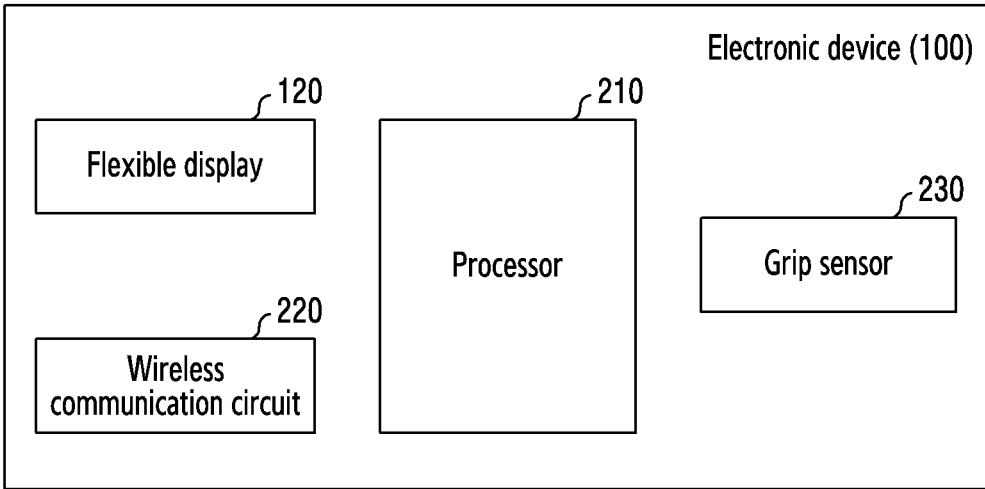 Electronic device (100)
120
Flexible display
210
Processor
230
Grip sensor
220
Wireless
communication circuit